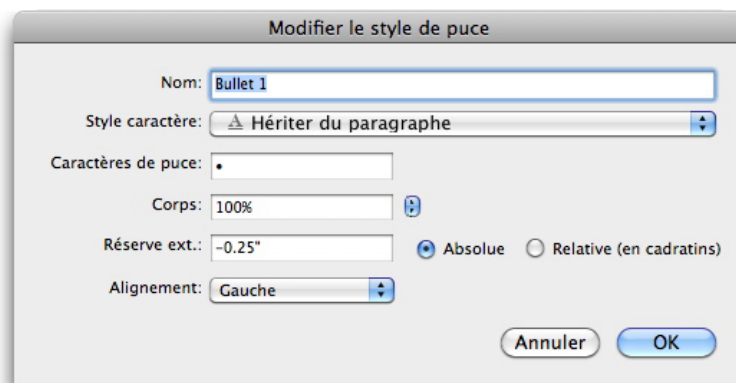 Modifier le style de puce
Nom: Bullet 1
Style caractère: A Hériter du paragraphe
Caractères de puce: •
Corps: 100%
Réserve ext.: -0.25" Absolue Relative (en cadratins)
Alignement: Gauche
Annuler OK